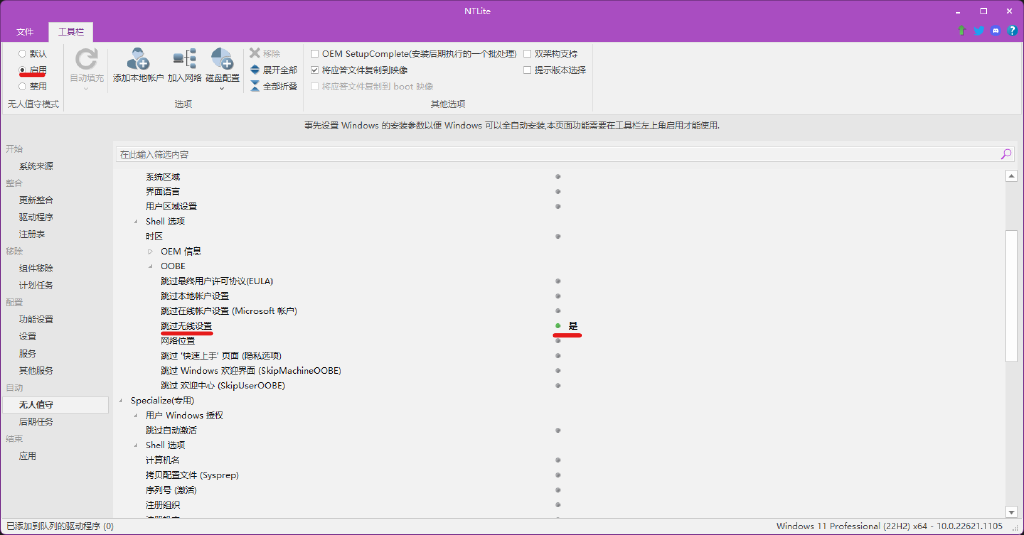 NTLite
文件 工具栏
默认
启用
禁用
无人值守模式
自动填充
添加本地帐户
加入网络
磁盘配置
移除
展开全部
全部折叠
选项
OEM SetupComplete(安装后期执行的一个批处理)
双架构支持
将应答文件复制到映像
提示版本选择
将应答文件复制到 boot 映像
其他选项
事先设置 Windows 的安装参数以便 Windows 可以全自动安装,本页面功能需要在工具栏左上角启用才能使用.
开始
系统来源
整合
更新整合
驱动程序
注册表
移除
组件移除
计划任务
配置
功能设置
设置
服务
其他服务
自动
无人值守
后期任务
结束
应用
在此输入筛选内容
系统区域
界面语言
用户区域设置
Shell 选项
时区
OEM 信息
OOBE
跳过最终用户许可协议(EULA)
跳过本地帐户设置
跳过在线帐户设置 (Microsoft 帐户)
跳过无线设置 是
网络位置
跳过 '快速上手' 页面 (隐私选项)
跳过 Windows 欢迎界面 (SkipMachineOOBE)
跳过 欢迎中心 (SkipUserOOBE)
Specialize(专用)
用户 Windows 授权
跳过自动激活
Shell 选项
计算机名
拷贝配置文件 (Sysprep)
序列号 (激活)
注册组织
已添加到队列的驱动程序 (0)
Windows 11 Professional (22H2) x64 - 10.0.22621.1105